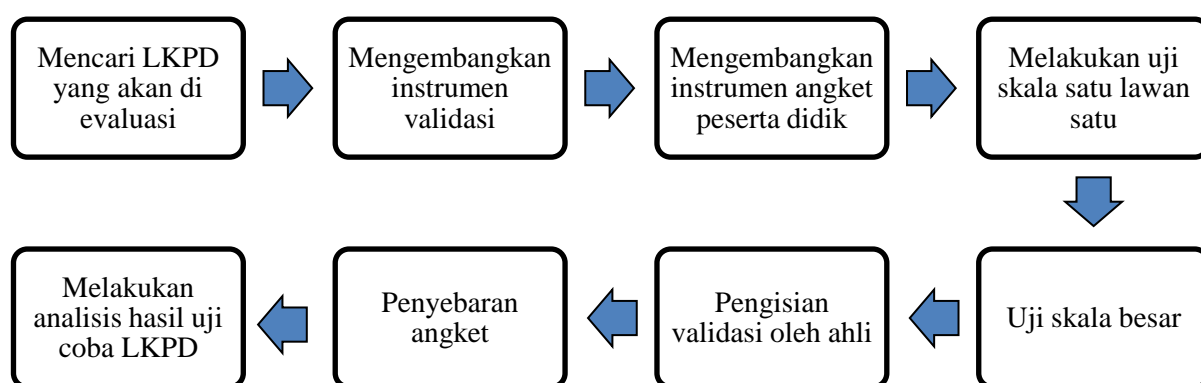 Mencari LKPD
yang akan di
evaluasi
Mengembangkan
instrumen
validasi
Mengembangkan
instrumen angket
peserta didik
Melakukan uji
skala satu lawan
satu
Uji skala besar
Pengisian
validasi oleh ahli
Penyebaran
angket
Melakukan
analisis hasil uji
coba LKPD